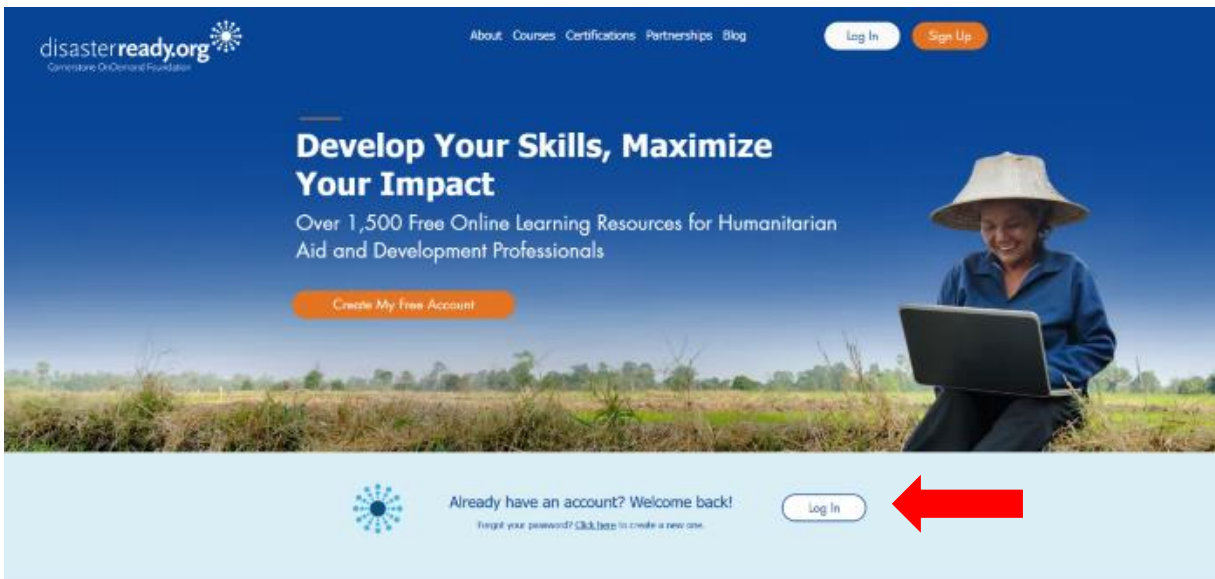 disasterready.org
Cornerstone OnDemand Foundation
About Courses Certifications Partnerships Blog
Log In
Sign Up
Develop Your Skills, Maximize
Your Impact
Over 1,500 Free Online Learning Resources for Humanitarian
Aid and Development Professionals
Create My Free Account
Already have an account? Welcome back!
Forgot your password? Click here to create a new one.
Log In